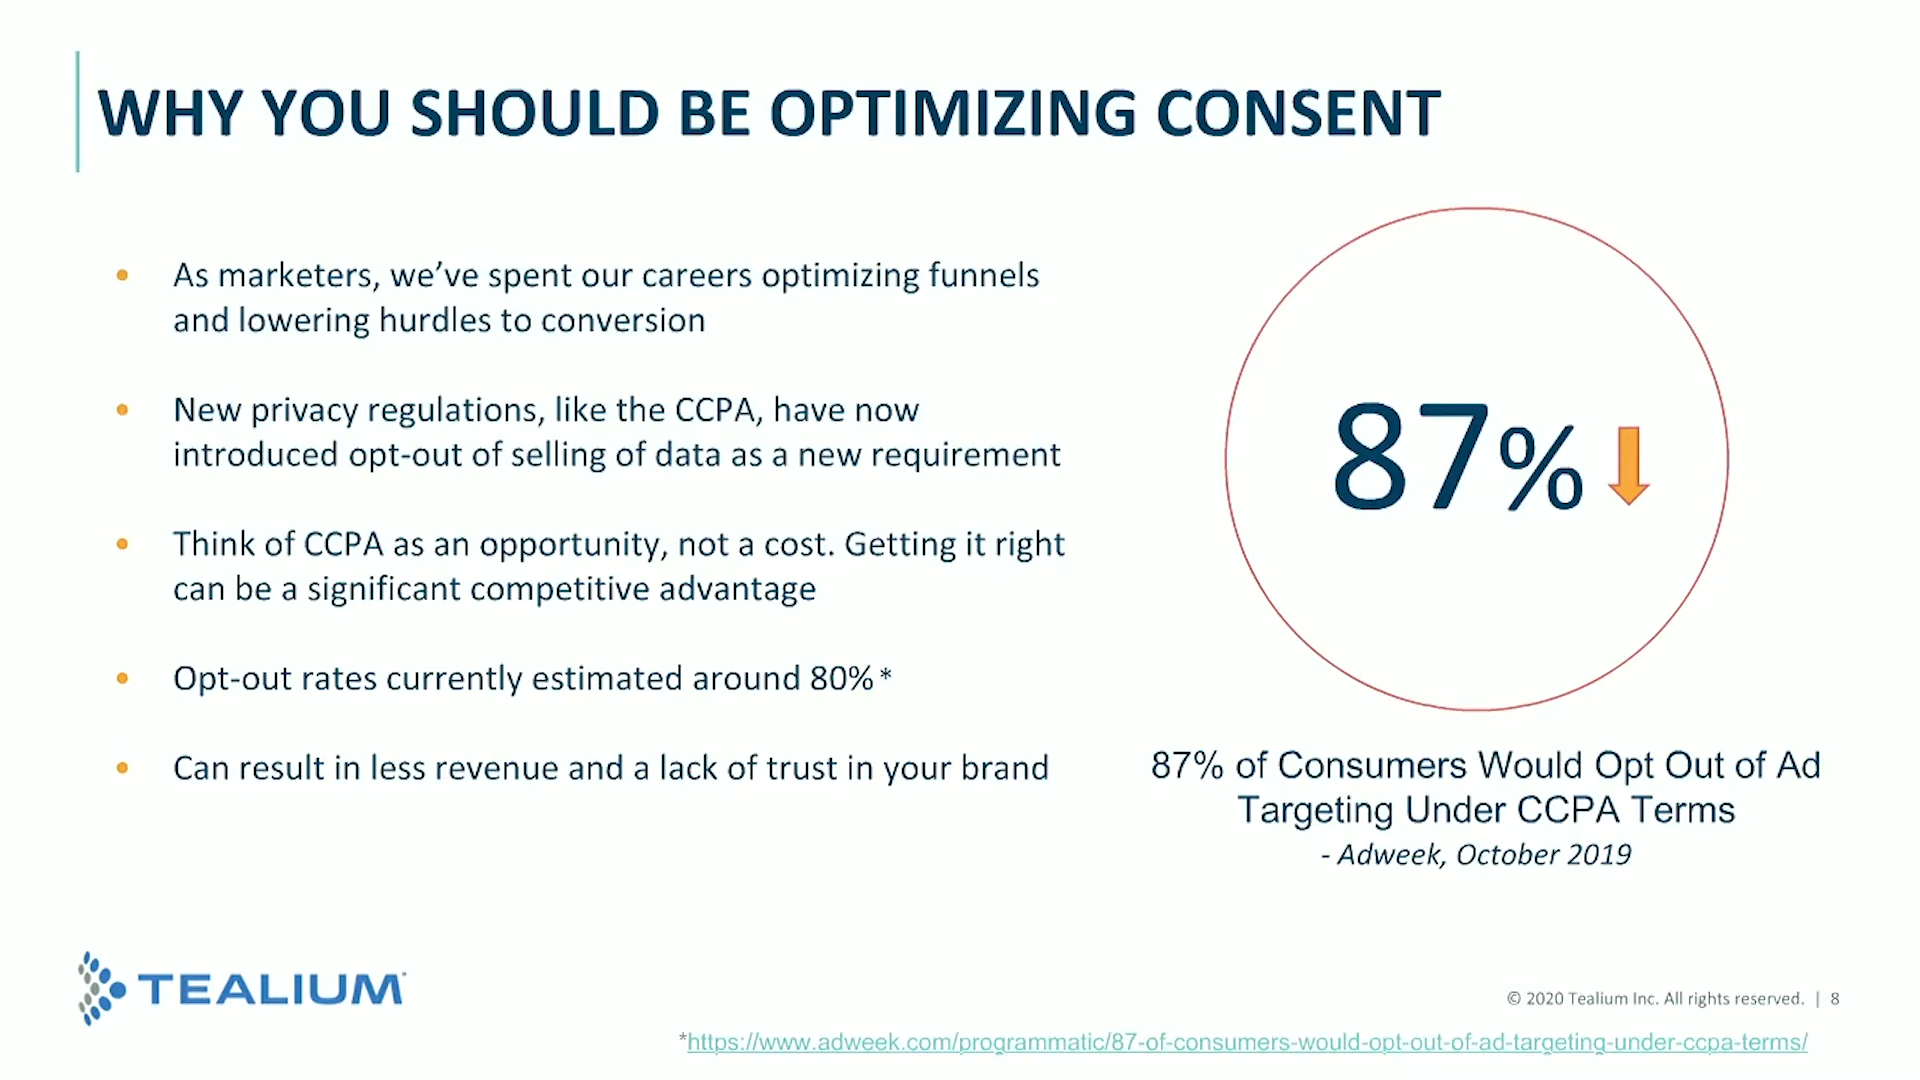 WHY YOU SHOULD BE OPTIMIZING CONSENT
• As marketers, we’ve spent our careers optimizing funnels
and lowering hurdles to conversion
• New privacy regulations, like the CCPA, have now
introduced opt-out of selling of data as a new requirement
• Think of CCPA as an opportunity, not a cost. Getting it right
can be a significant competitive advantage
• Opt-out rates currently estimated around 80%*
• Can result in less revenue and a lack of trust in your brand
87%
87% of Consumers Would Opt Out of Ad
Targeting Under CCPA Terms
- Adweek, October 2019
TEALIUM
© 2020 Tealium Inc. All rights reserved. | 8
*https://www.adweek.com/programmatic/87-of-consumers-would-opt-out-of-ad-targeting-under-ccpa-terms/